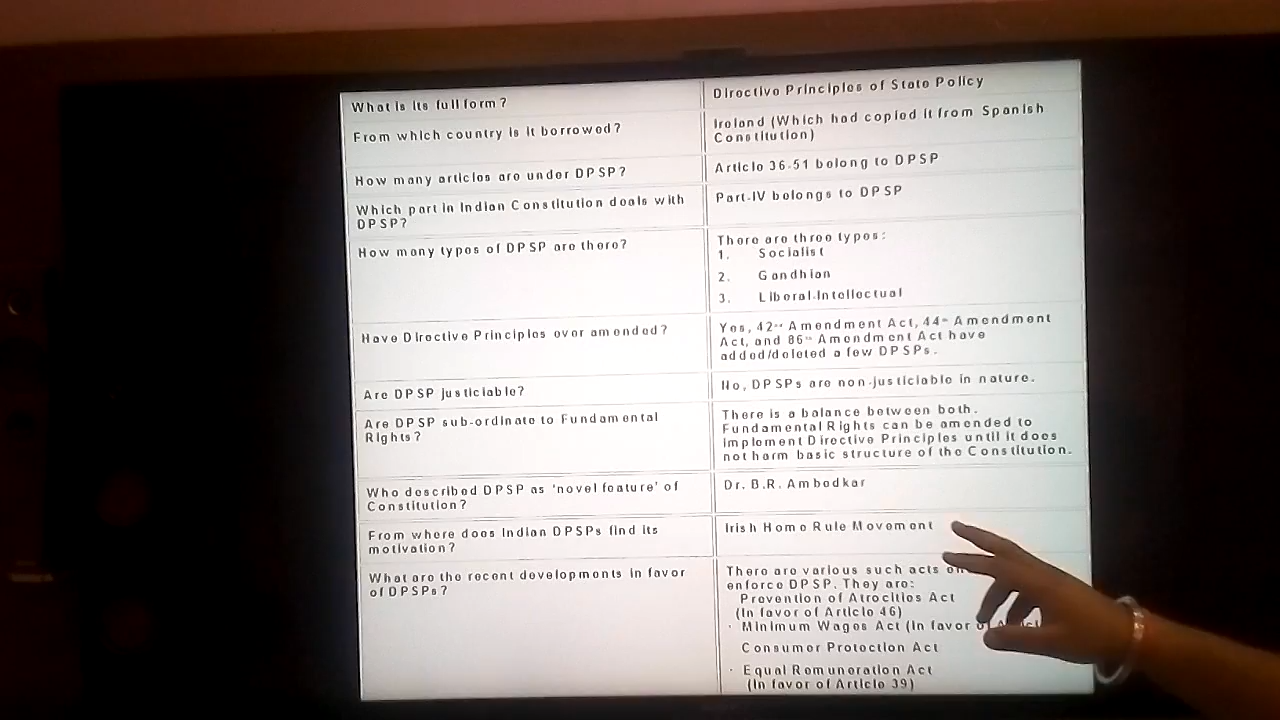 What is its full form?
Directive Principles of State Policy
From which country is it borrowed?
Ireland (Which had copied it from Spanish
Constitution)
How many articles are under DPSP?
Article 36-51 belong to DPSP
Which part in Indian Constitution deals with
DPSP?
Part-IV belongs to DPSP
How many types of DPSP are there?
There are three types:
1. Socialist
2. Gandhian
3. Liberal-Intellectual
Have Directive Principles ever amended?
Yes, 42nd Amendment Act, 44th Amendment
Act, and 86th Amendment Act have
added/deleted a few DPSPs.
Are DPSP justiciable?
No, DPSPs are non-justiciable in nature.
Are DPSP sub-ordinate to Fundamental
Rights?
There is a balance between both.
Fundamental Rights can be amended to
implement Directive Principles until it does
not harm basic structure of the Constitution.
Who described DPSP as 'novel feature' of
Constitution?
Dr. B.R. Ambedkar
From where does Indian DPSPs find its
motivation?
Irish Home Rule Movement
What are the recent developments in favor
of DPSPs?
There are various such acts
enforce DPSP. They are:
Prevention of Atrocities Act
(In favor of Article 46)
· Minimum Wages Act (In favor of
Consumer Protection Act
· Equal Remuneration Act
(In favor of Article 39)